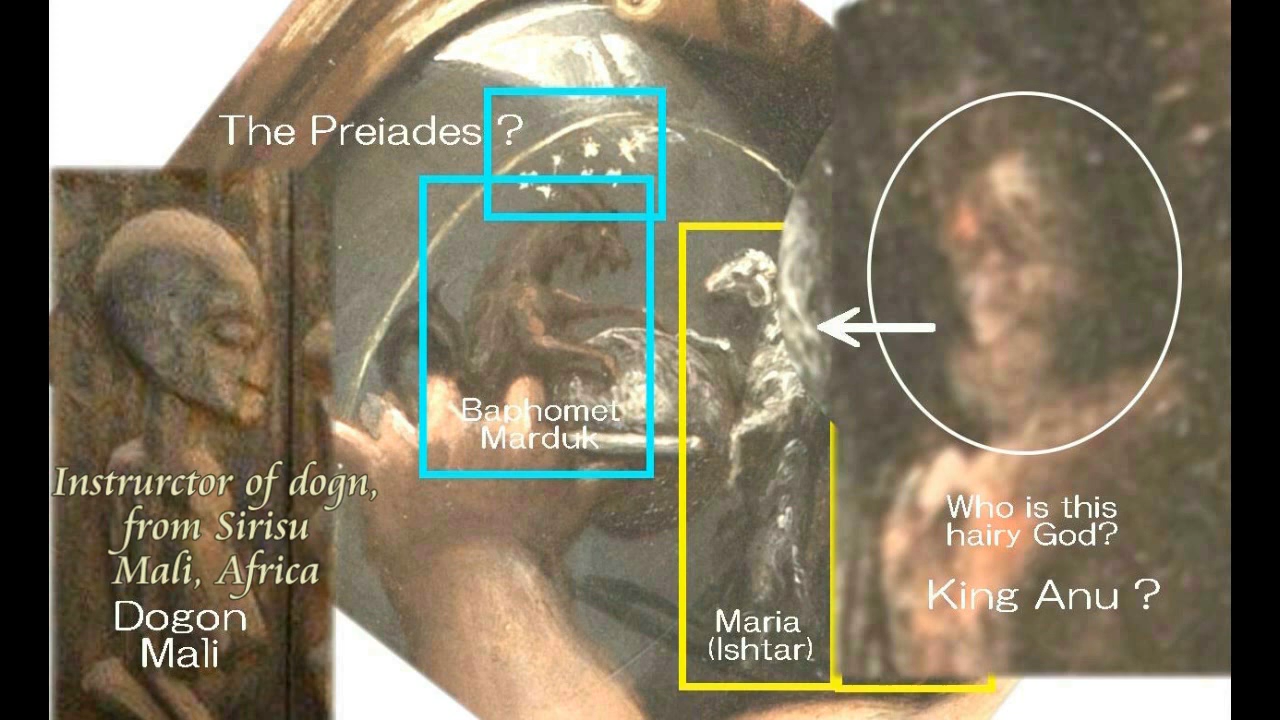 The Preiades ?
Baphomet
Marduk
Instrurctor of dogn,
from Sirisu
Mali, Africa
Dogon
Mali
Maria
(Ishtar)
Who is this
hairy God?
King Anu ?